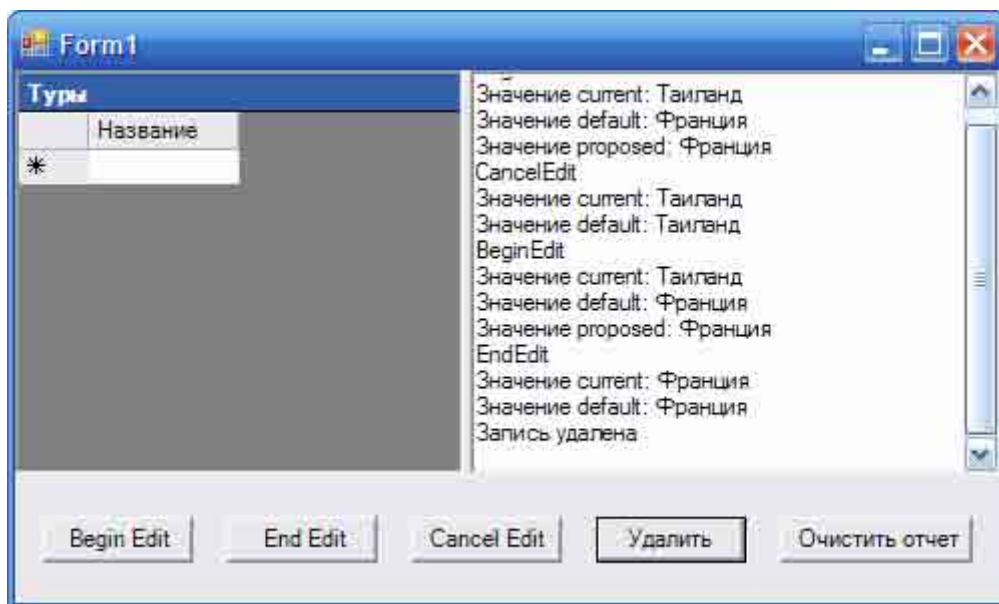 Form1
Туры
Название
Значение current: Таиланд
Значение default: Франция
Значение proposed: Франция
CancelEdit
Значение current: Таиланд
Значение default: Таиланд
BeginEdit
Значение current: Таиланд
Значение default: Франция
Значение proposed: Франция
EndEdit
Значение current: Франция
Значение default: Франция
Запись удалена
Begin Edit
End Edit
Cancel Edit
Удалить
Очистить отчет